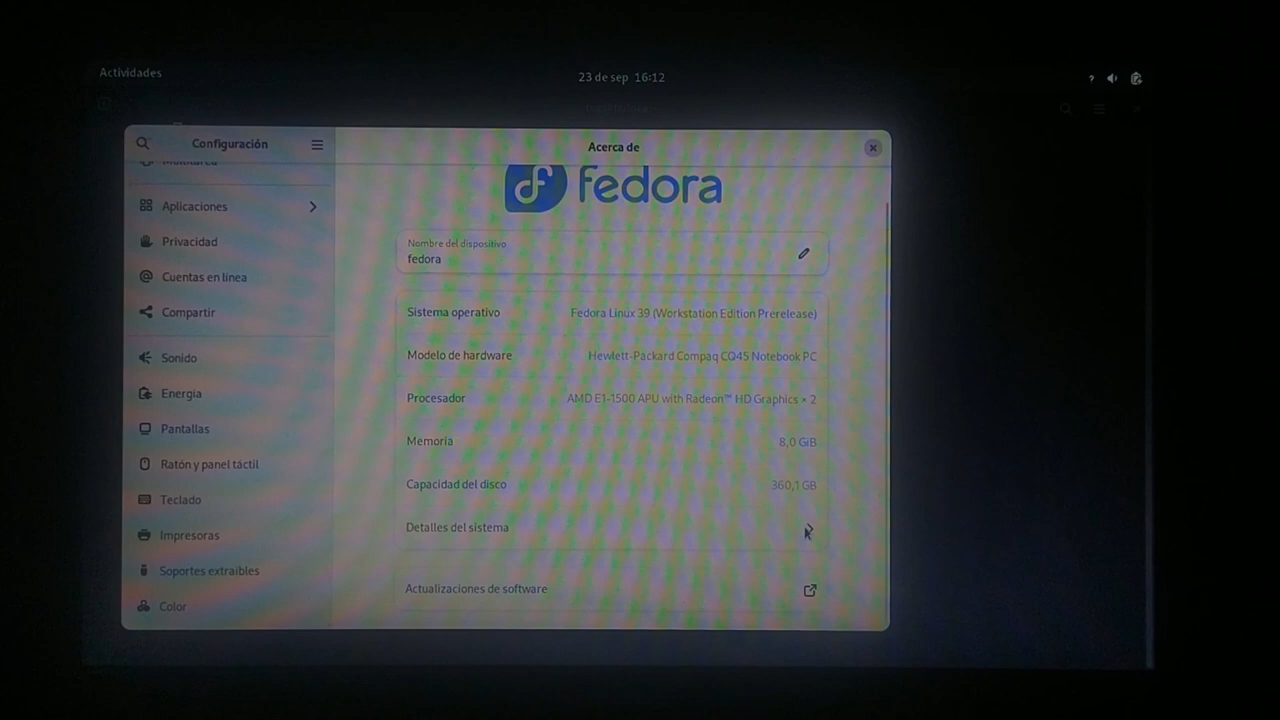 Actividades
23 de sep 16:12
?
Configuración
Acerca de
fedora
Aplicaciones
Privacidad
Cuentas en línea
Compartir
Sonido
Energía
Pantallas
Ratón y panel táctil
Teclado
Impresoras
Soportes extraíbles
Color
Nombre del dispositivo
fedora
Sistema operativo Fedora Linux 39 (Workstation Edition Prerelease)
Modelo de hardware Hewlett-Packard Compaq CQ45 Notebook PC
Procesador AMD E1-1500 APU with Radeon™ HD Graphics × 2
Memoria 8,0 GiB
Capacidad del disco 360,1 GB
Detalles del sistema
Actualizaciones de software